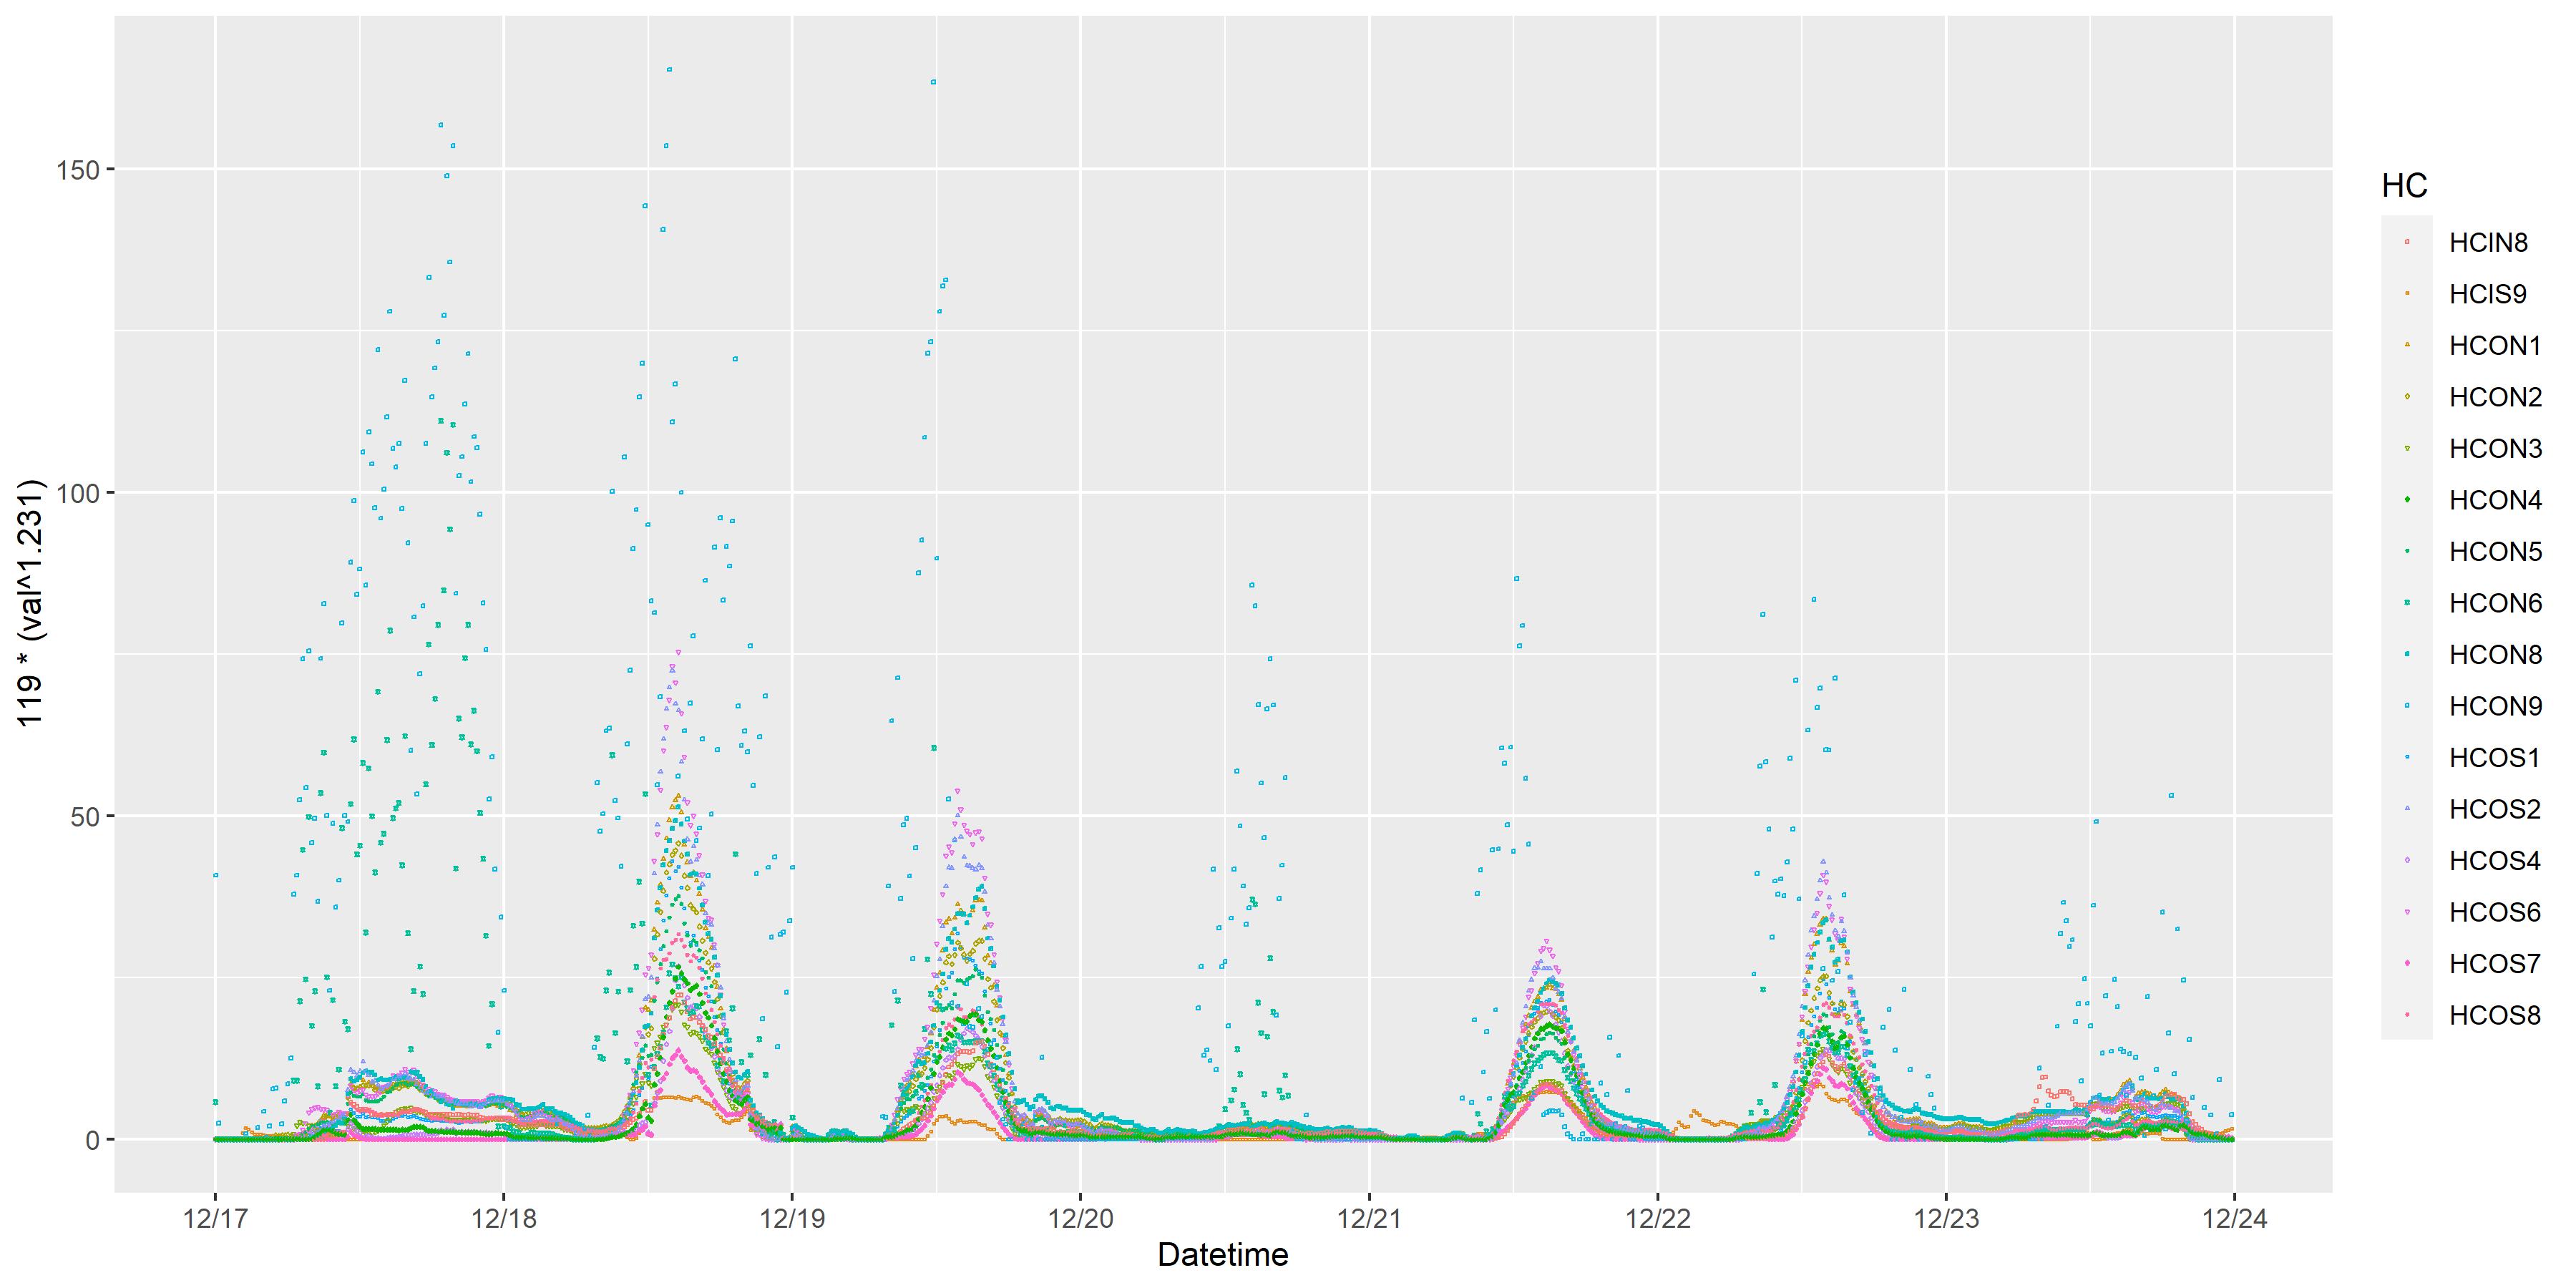 150
100
50
0
119 * (val^1.231)
12/17 12/18 12/19 12/20 12/21 12/22 12/23 12/24
Datetime
HC
HCIN8
HCIS9
HCON1
HCON2
HCON3
HCON4
HCON5
HCON6
HCON8
HCON9
HCOS1
HCOS2
HCOS4
HCOS6
HCOS7
HCOS8